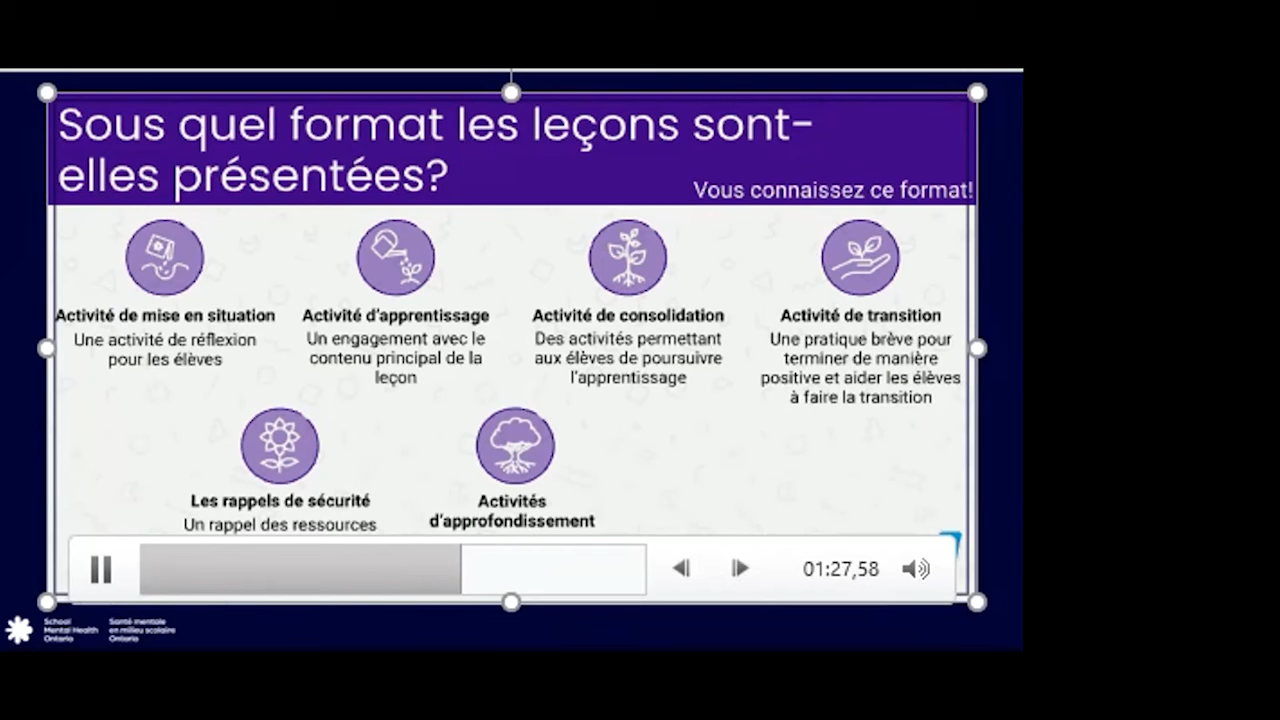 Sous quel format les leçons sont-
elles présentées?
Vous connaissez ce format!
Activité de mise en situation
Une activité de réflexion
pour les élèves
Activité d'apprentissage
Un engagement avec le
contenu principal de la
leçon
Activité de consolidation
Des activités permettant
aux élèves de poursuivre
l'apprentissage
Activité de transition
Une pratique brève pour
terminer de manière
positive et aider les élèves
à faire la transition
Les rappels de sécurité
Un rappel des ressources
Activités
d'approfondissement
01:27,58
School
Mental Health
Ontario
Santé mentale
en milieu scolaire
Ontario